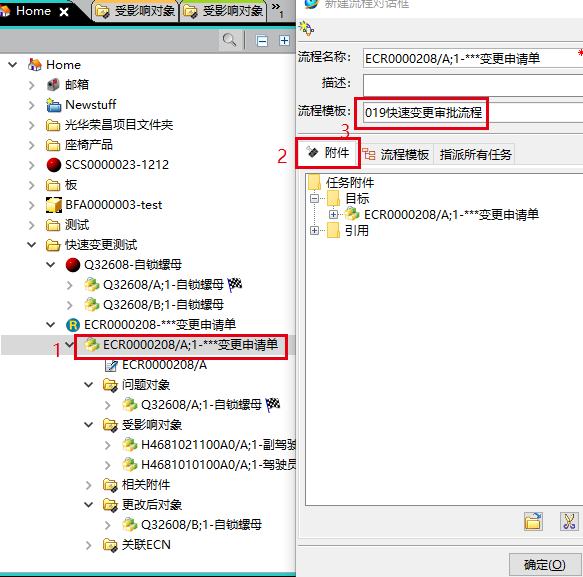 Home
受影响对象
受影响对象
»1
Home
邮箱
Newstuff
光华荣昌项目文件夹
座椅产品
SCS0000023-1212
板
BFA0000003-test
测试
快速变更测试
Q32608-自锁螺母
Q32608/A;1-自锁螺母
Q32608/B;1-自锁螺母
ECR0000208-***变更申请单
1
ECR0000208/A;1-***变更申请单
ECR0000208/A
问题对象
Q32608/A;1-自锁螺母
受影响对象
H4681021100A0/A;1-副驾驶
H4681010100A0/A;1-驾驶员
相关附件
更改后对象
Q32608/B;1-自锁螺母
关联ECN
新建流程对话框
流程名称: ECR0000208/A;1-***变更申请单 *
描述:
流程模板: 019快速变更审批流程
3
2
附件 流程模板 指派所有任务
任务附件
目标
ECR0000208/A;1-***变更申请单
引用
确定(O)